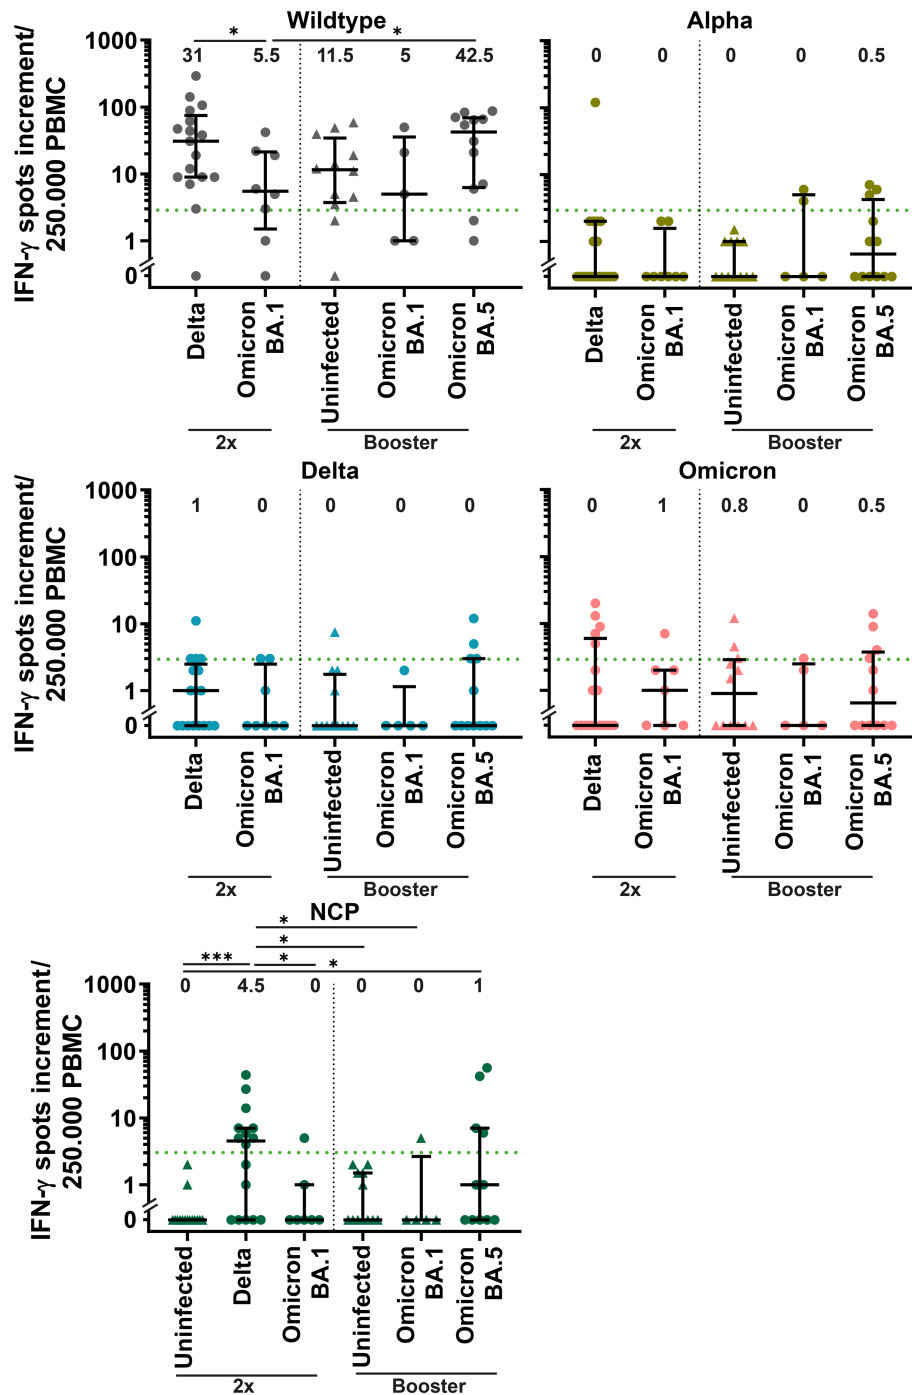 Wildtype
IFN-γ spots increment/
250.000 PBMC
1000
100
10
1
0
*
*
31
5.5
11.5
5
42.5
Delta
Omicron
BA.1
Uninfected
Omicron
BA.1
Omicron
BA.5
2x
Booster
Alpha
0
0
0
0
0.5
Delta
Omicron
BA.1
Uninfected
Omicron
BA.1
Omicron
BA.5
2x
Booster
Delta
IFN-γ spots increment/
250.000 PBMC
1000
100
10
1
0
1
0
0
0
0
Delta
Omicron
BA.1
Uninfected
Omicron
BA.1
Omicron
BA.5
2x
Booster
Omicron
1000
100
10
1
0
0
1
0.8
0
0.5
Delta
Omicron
BA.1
Uninfected
Omicron
BA.1
Omicron
BA.5
2x
Booster
NCP
IFN-γ spots increment/
250.000 PBMC
1000
100
10
1
0
*
*
***
*
*
0
4.5
0
0
0
1
Uninfected
Delta
Omicron
BA.1
Uninfected
Omicron
BA.1
Omicron
BA.5
2x
Booster